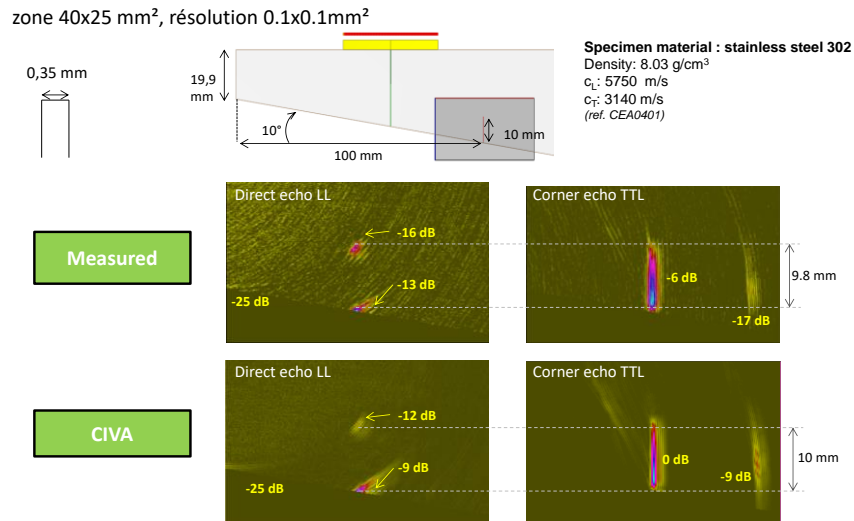 zone 40x25 mm², résolution 0.1x0.1mm²
0,35 mm
19,9
mm
10°
100 mm
10 mm
Specimen material : stainless steel 302
Density: 8.03 g/cm³
cL: 5750 m/s
cT: 3140 m/s
(ref. CEA0401)
Measured
Direct echo LL
-16 dB
-13 dB
-25 dB
Corner echo TTL
-6 dB
-17 dB
9.8 mm
CIVA
Direct echo LL
-12 dB
-9 dB
-25 dB
Corner echo TTL
0 dB
-9 dB
10 mm